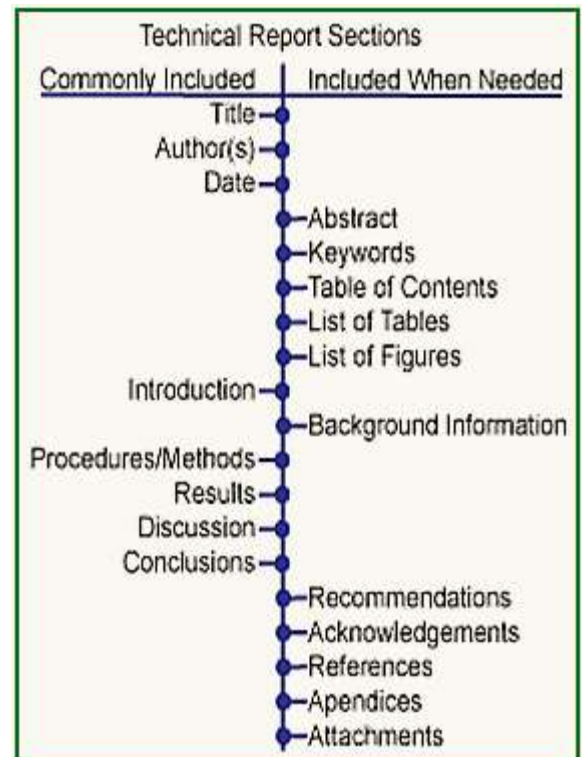 Technical Report Sections
Commonly Included Included When Needed
Title
Author(s)
Date
Abstract
Keywords
Table of Contents
List of Tables
List of Figures
Introduction
Background Information
Procedures/Methods
Results
Discussion
Conclusions
Recommendations
Acknowledgements
References
Apendices
Attachments